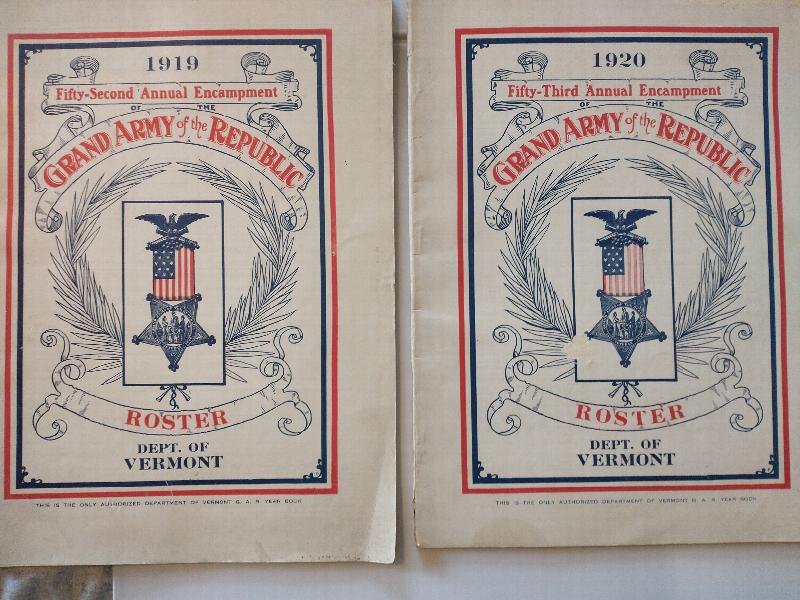 1919
Fifty-Second Annual Encampment
OF THE
GRAND ARMY of the REPUBLIC
ROSTER
DEPT. OF
VERMONT
THIS IS THE ONLY AUTHORIZED DEPARTMENT OF VERMONT G. A. R. YEAR BOOK
1920
Fifty-Third Annual Encampment
OF THE
GRAND ARMY of the REPUBLIC
ROSTER
DEPT. OF
VERMONT
THIS IS THE ONLY AUTHORIZED DEPARTMENT OF VERMONT G. A. R. YEAR BOOK